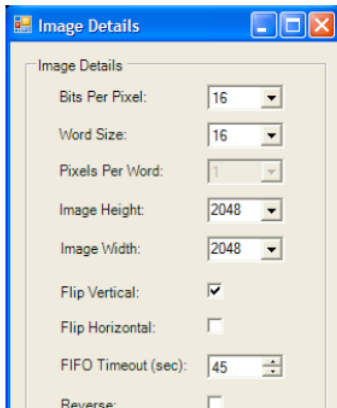 Image Details
Image Details
Bits Per Pixel: 16
Word Size: 16
Pixels Per Word: 1
Image Height: 2048
Image Width: 2048
Flip Vertical:
Flip Horizontal:
FIFO Timeout (sec): 45
Reverse: